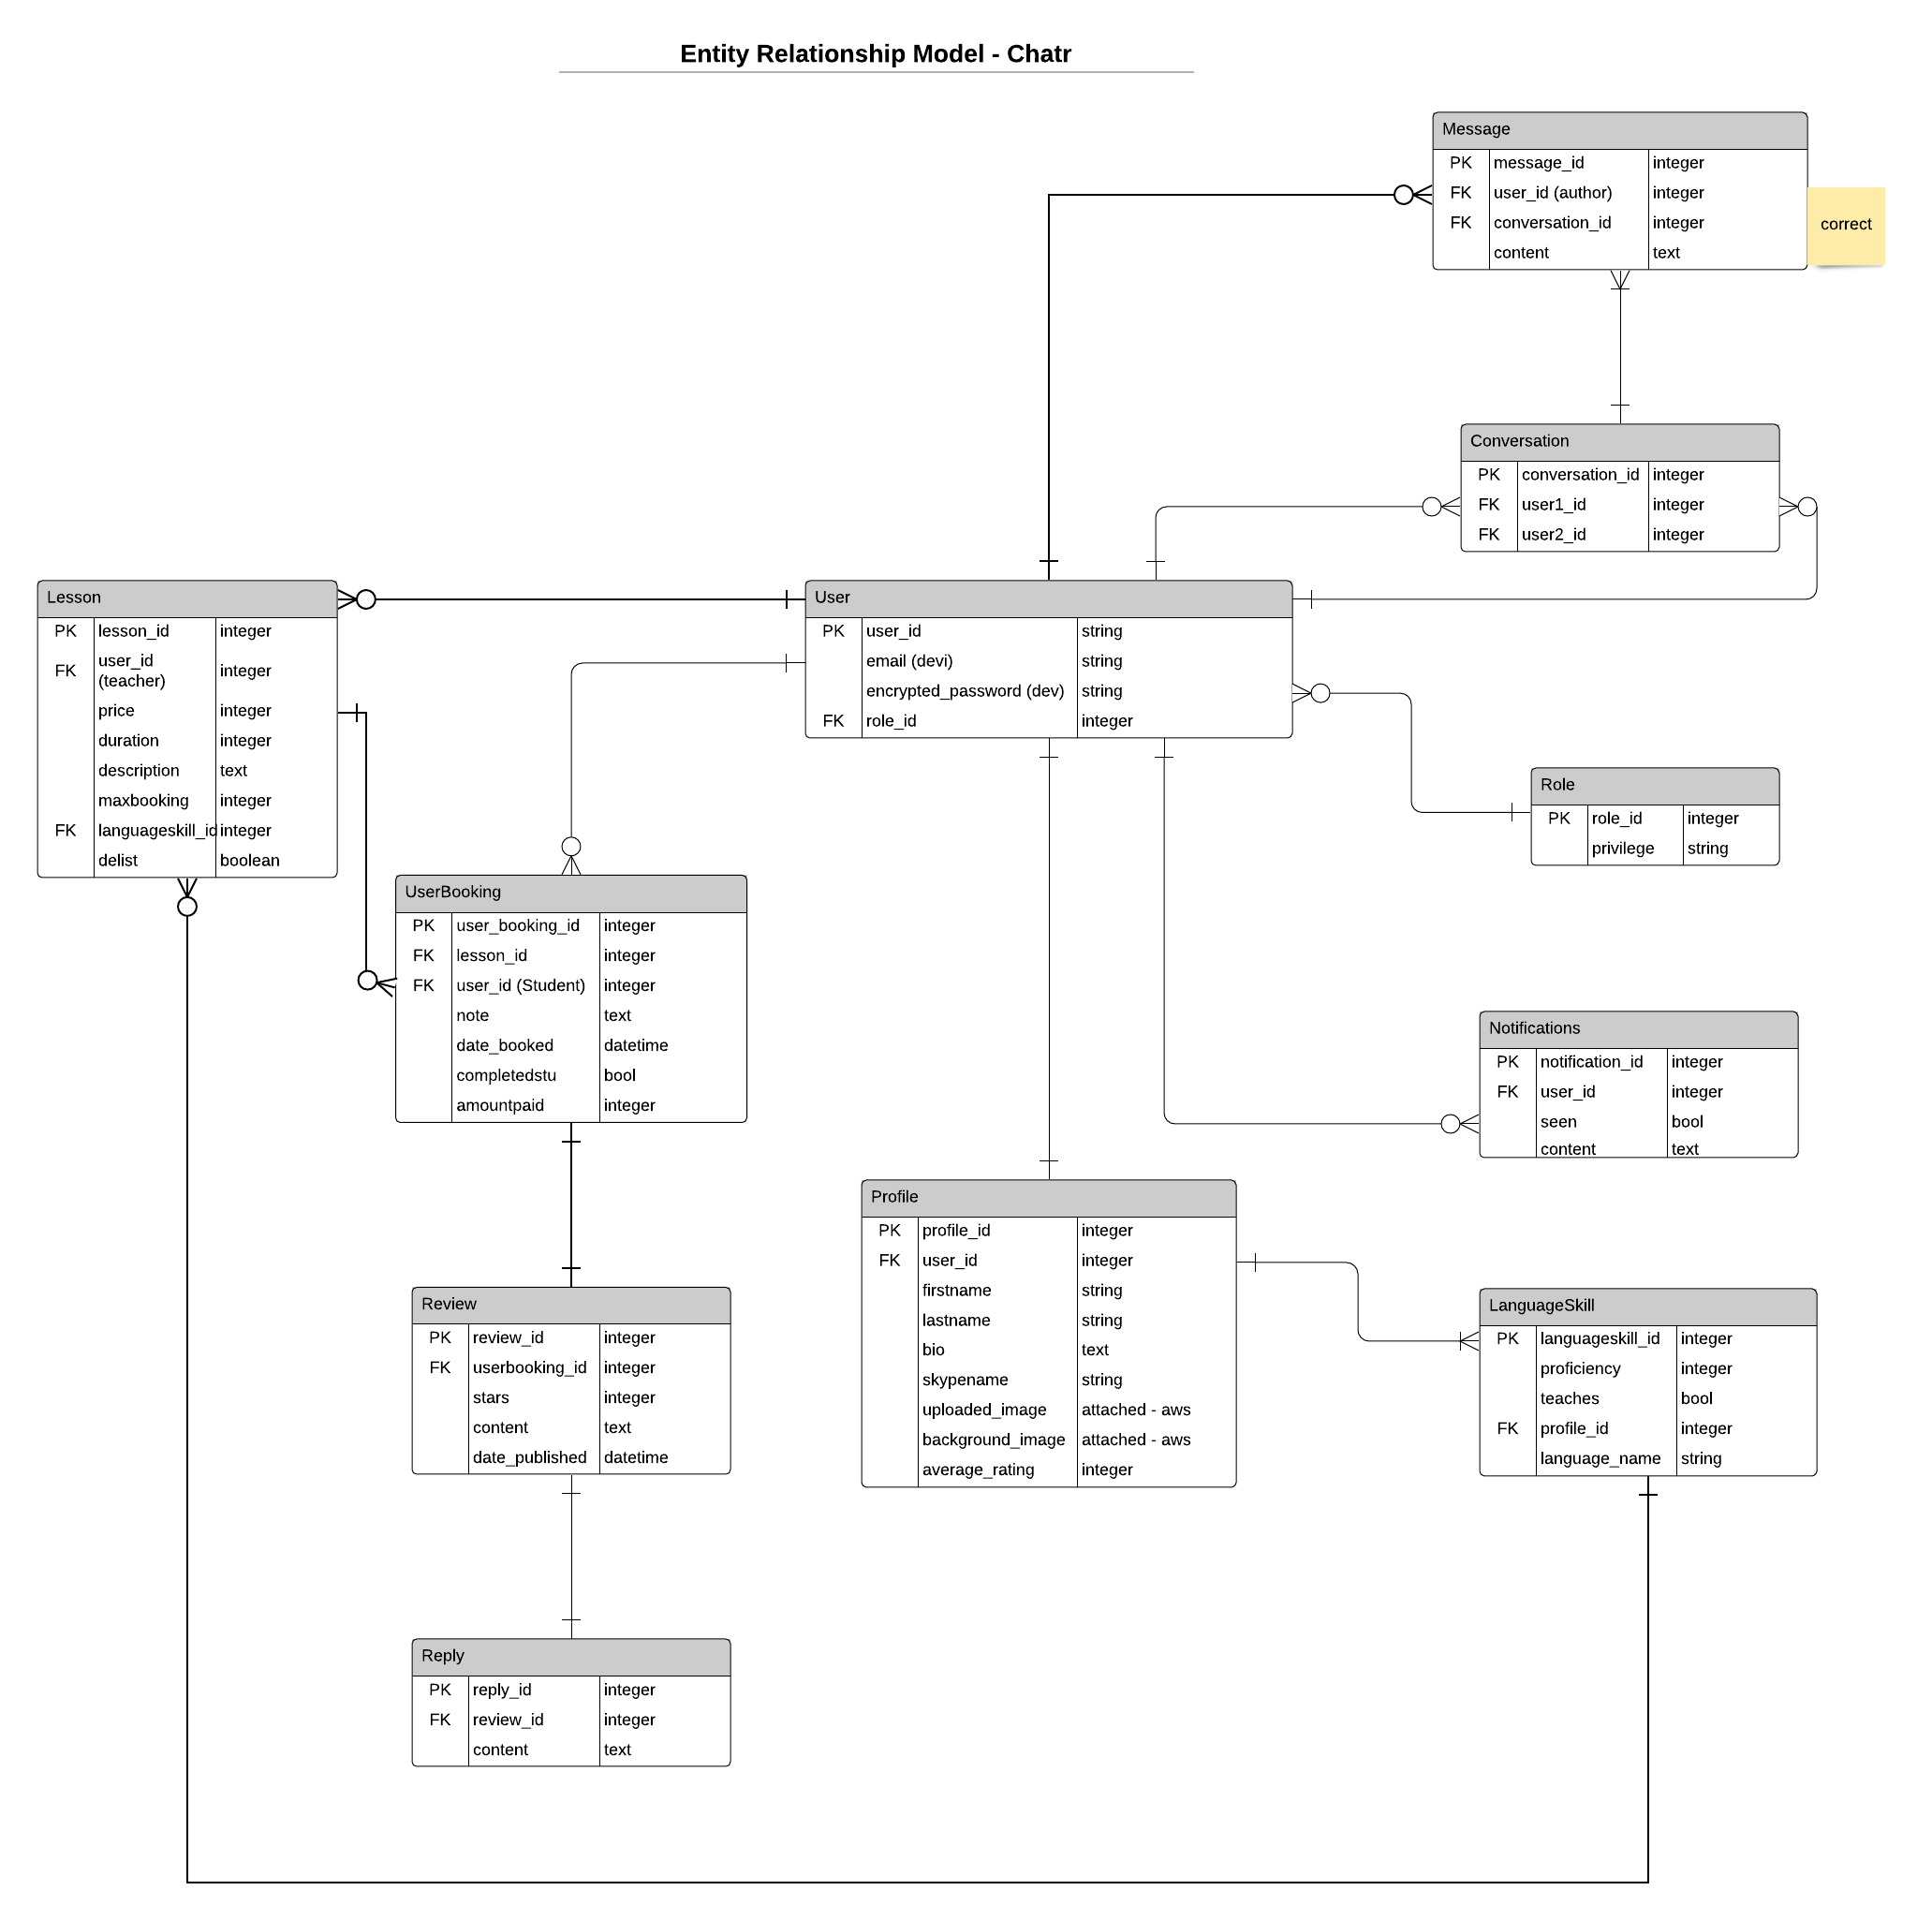 Entity Relationship Model - Chatr
Message
PK message_id integer
FK user_id (author) integer
FK conversation_id integer
content text
correct
Conversation
PK conversation_id integer
FK user1_id integer
FK user2_id integer
Lesson
PK lesson_id integer
FK user_id (teacher) integer
price integer
duration integer
description text
maxbooking integer
FK languageskill_id integer
delist boolean
User
PK user_id string
email (devi) string
encrypted_password (dev) string
FK role_id integer
Role
PK role_id integer
privilege string
UserBooking
PK user_booking_id integer
FK lesson_id integer
FK user_id (Student) integer
note text
date_booked datetime
completedstu bool
amountpaid integer
Notifications
PK notification_id integer
FK user_id integer
seen bool
content text
Profile
PK profile_id integer
FK user_id integer
firstname string
lastname string
bio text
skypename string
uploaded_image attached - aws
background_image attached - aws
average_rating integer
Review
PK review_id integer
FK userbooking_id integer
stars integer
content text
date_published datetime
LanguageSkill
PK languageskill_id integer
proficiency integer
teaches bool
FK profile_id integer
language_name string
Reply
PK reply_id integer
FK review_id integer
content text